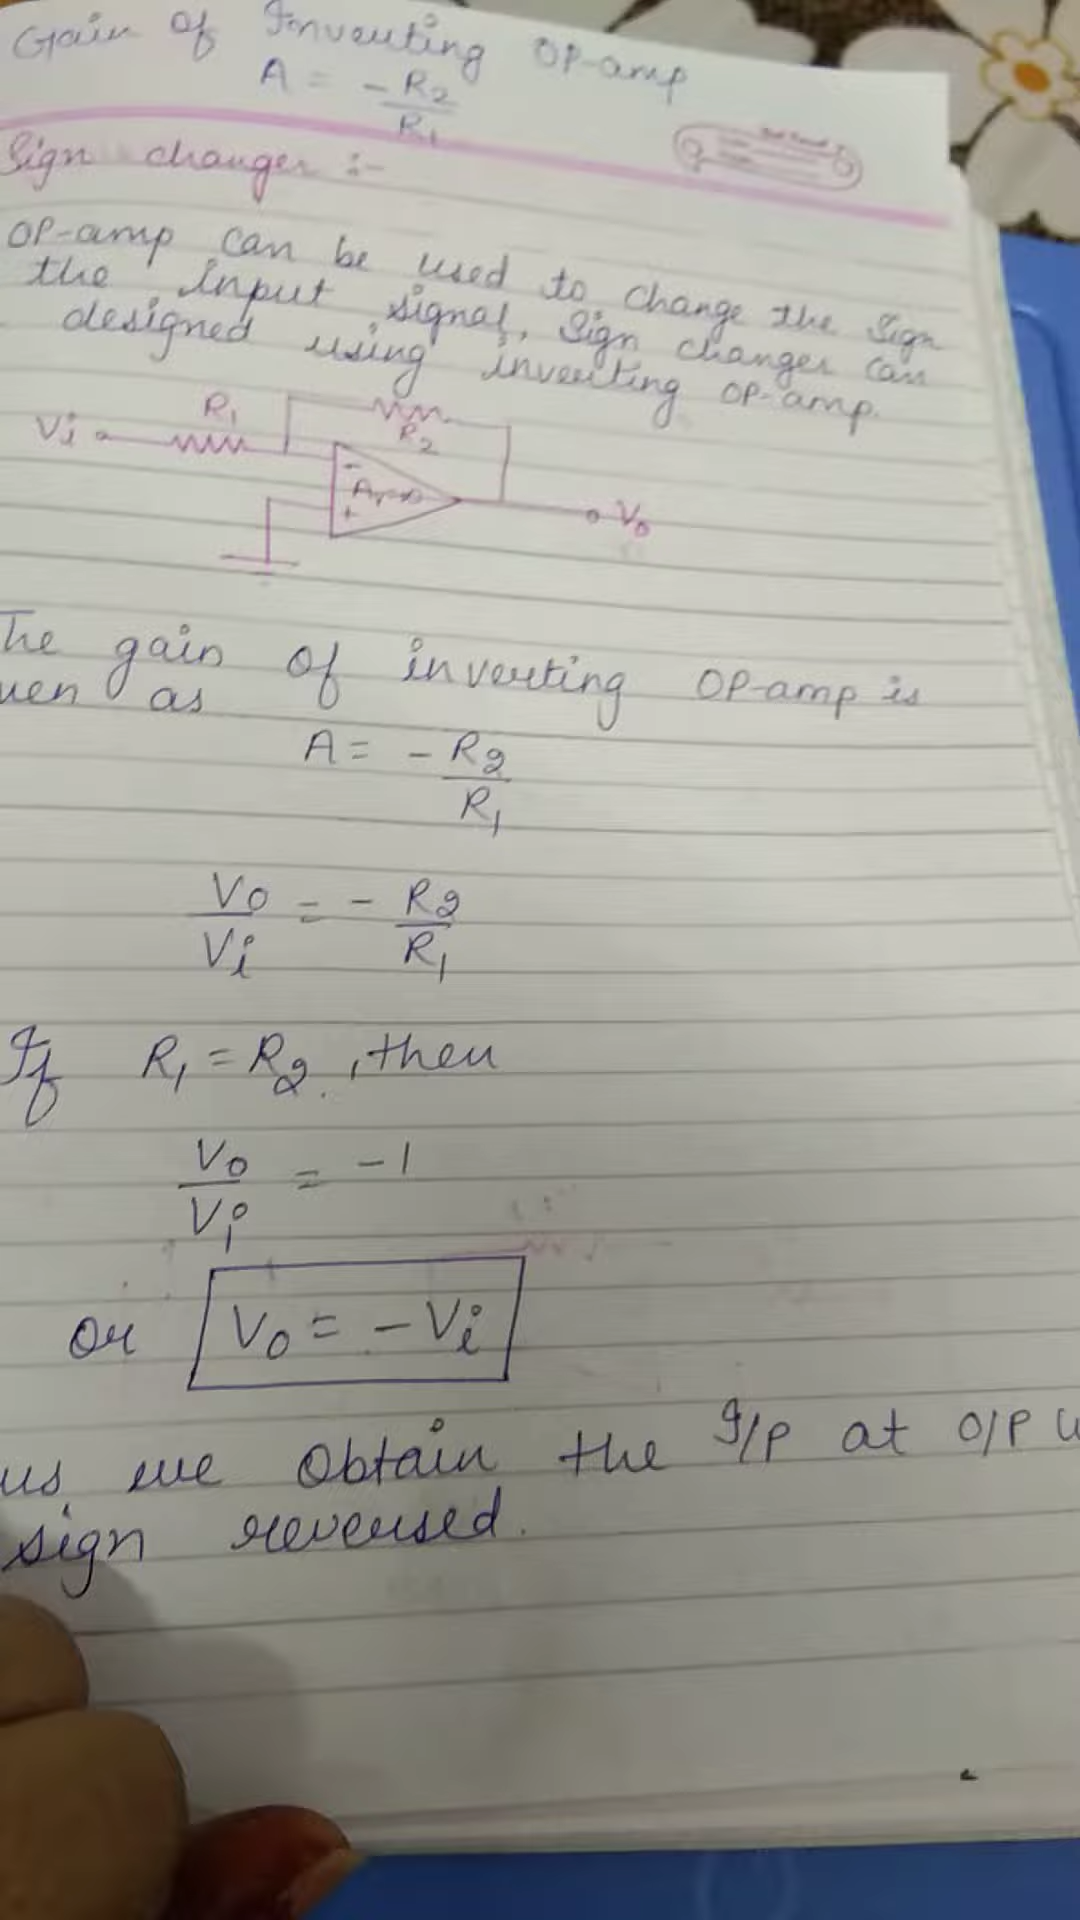 Gain of Inverting OP-amp
A = -R2/R1
Sign changer :-
OP-amp can be used to change the sign
the input signal, Sign changer can
designed using inverting OP-amp.
R1
R2
Vi
-
+
Vo
The gain of inverting OP-amp is
ven as
A = - R2/R1
Vo/Vi = - R2/R1
If R1 = R2, then
Vo/Vi = -1
or Vo = -Vi
us we obtain the I/P at O/P w
sign reversed.